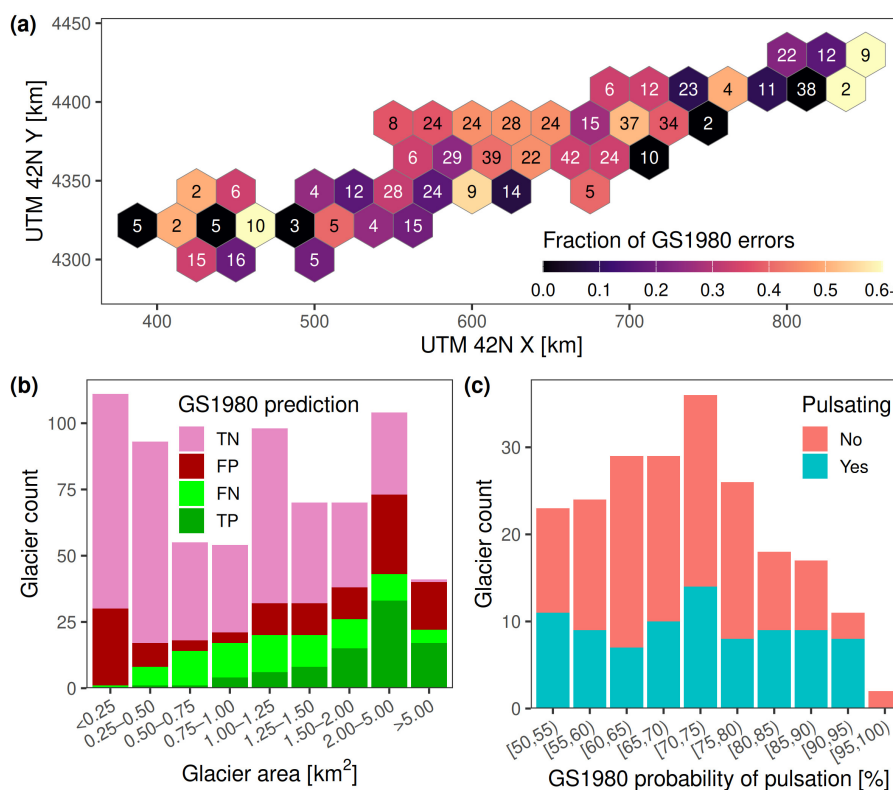 (a)
4450
4400
4350
4300
UTM 42N Y [km]
22 12 9
6 12 23 4 11 38 2
8 24 24 28 24 15 37 34 2
6 29 39 22 42 24 10
2 6 4 12 28 24 9 14 5
5 2 5 10 3 5 4 15
15 16 5
Fraction of GS1980 errors
0.0 0.1 0.2 0.3 0.4 0.5 0.6-
400 500 600 700 800
UTM 42N X [km]
(b)
GS1980 prediction
TN
FP
FN
TP
100
75
50
25
0
Glacier count
<0.25 0.25–0.50 0.50–0.75 0.75–1.00 1.00–1.25 1.25–1.50 1.50–2.00 2.00–5.00 >5.00
Glacier area [km²]
(c)
Pulsating
No
Yes
30
20
10
0
Glacier count
[50,55) [55,60) [60,65) [65,70) [70,75) [75,80) [80,85) [85,90) [90,95) [95,100)
GS1980 probability of pulsation [%]